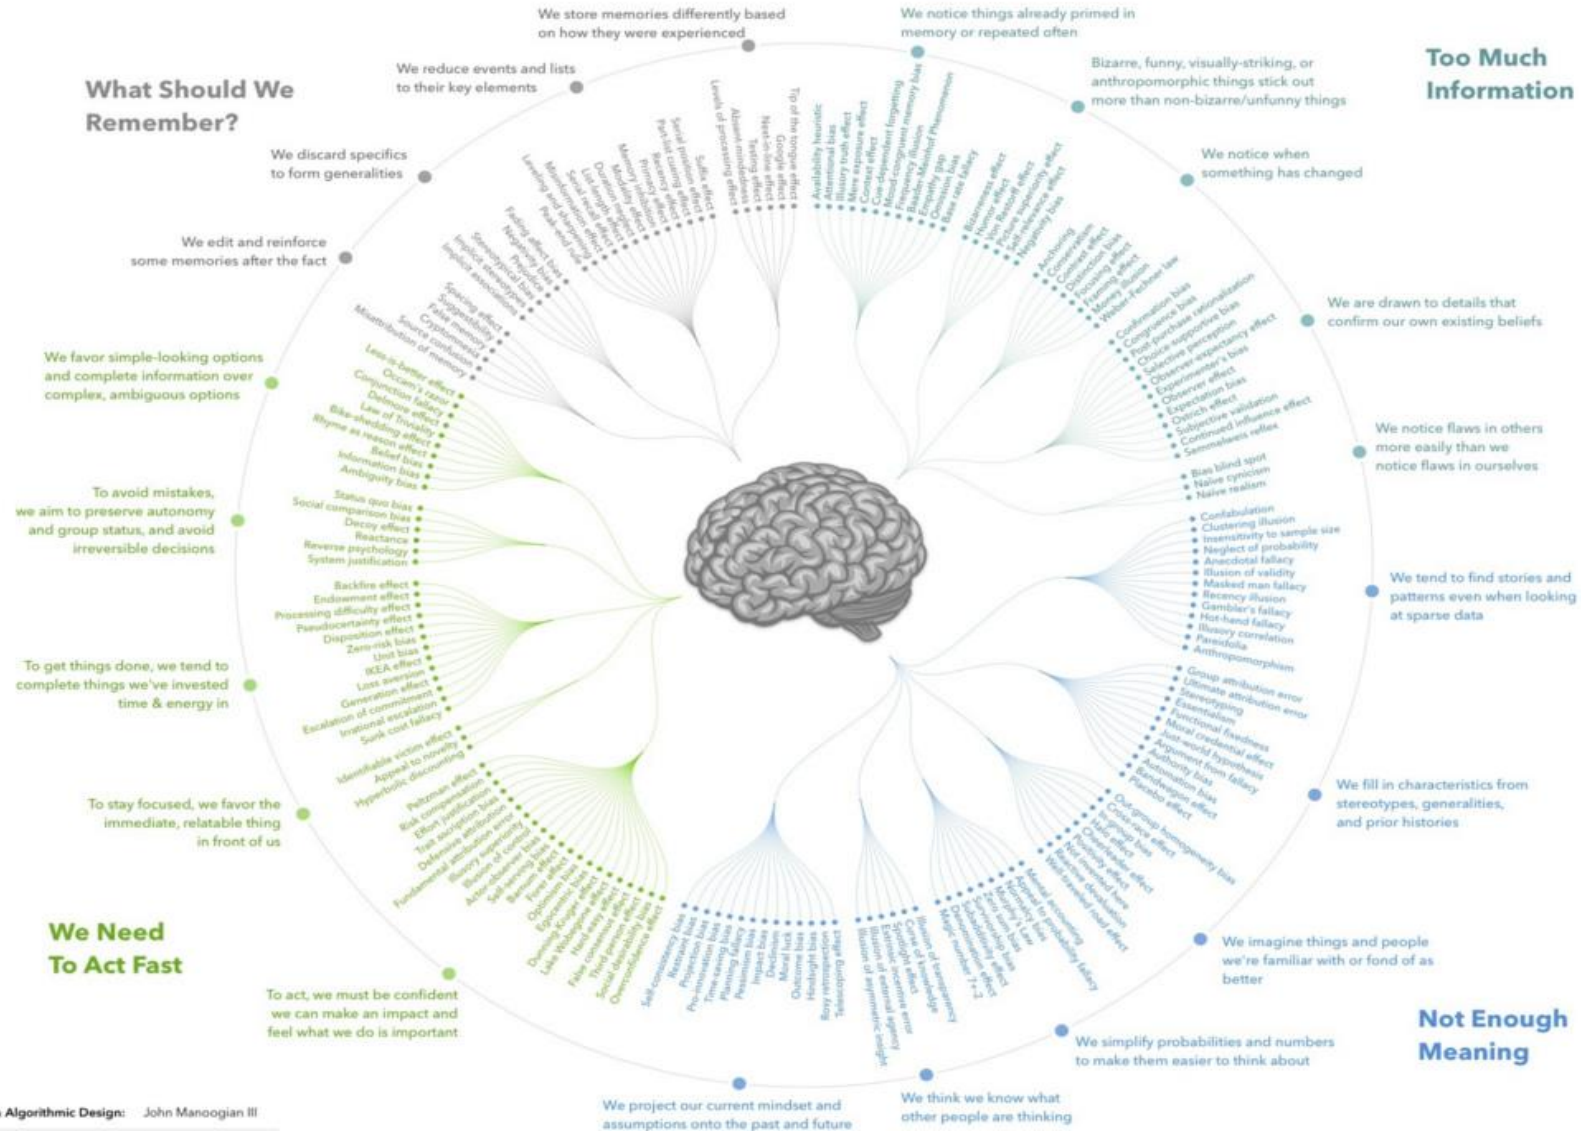 What Should We
Remember?
We store memories differently based
on how they were experienced
We reduce events and lists
to their key elements
We discard specifics
to form generalities
We edit and reinforce
some memories after the fact
Tip of the tongue effect
Google effect
Next-in-line effect
Testing effect
Absent-mindedness
Levels of processing effect
Suffix effect
Serial position effect
Part-list cueing effect
Recency effect
Primacy effect
Memory inhibition
Modality effect
Duration neglect
List-length effect
Serial recall effect
Misinformation effect
Leveling and sharpening
Peak-end rule
Fading affect bias
Negativity bias
Prejudice
Stereotypical bias
Implicit stereotypes
Implicit associations
Spacing effect
Suggestibility
False memory
Cryptomnesia
Source confusion
Misattribution of memory
Too Much
Information
We notice things already primed in
memory or repeated often
Availability heuristic
Attentional bias
Illusory truth effect
Mere exposure effect
Context effect
Cue-dependent forgetting
Mood-congruent memory bias
Frequency illusion
Baader-Meinhof Phenomenon
Empathy gap
Omission bias
Base rate fallacy
Bizarre, funny, visually-striking, or
anthropomorphic things stick out
more than non-bizarre/unfunny things
Bizarreness effect
Humor effect
Von Restorff effect
Picture superiority effect
Self-relevance effect
Negativity bias
We notice when
something has changed
Anchoring
Conservatism
Contrast effect
Distinction bias
Focusing effect
Framing effect
Money illusion
Weber-Fechner law
We are drawn to details that
confirm our own existing beliefs
Confirmation bias
Congruence bias
Post-purchase rationalization
Choice supportive bias
Selective perception
Observer-expectancy effect
Experimenter's bias
Observer effect
Expectation bias
Ostrich effect
Subjective validation
Continued influence effect
Semmelweis reflex
We notice flaws in others
more easily than we
notice flaws in ourselves
Bias blind spot
Naïve cynicism
Naïve realism
We tend to find stories and
patterns even when looking
at sparse data
Confabulation
Clustering illusion
Insensitivity to sample size
Neglect of probability
Anecdotal fallacy
Illusion of validity
Masked man fallacy
Recency illusion
Gambler's fallacy
Hot-hand fallacy
Illusory correlation
Pareidolia
Anthropomorphism
We fill in characteristics from
stereotypes, generalities,
and prior histories
Group attribution error
Ultimate attribution error
Stereotyping
Essentialism
Functional fixedness
Moral credential effect
Just-world hypothesis
Argument from fallacy
Authority bias
Automation bias
Bandwagon effect
Placebo effect
We imagine things and people
we're familiar with or fond of as
better
Out-group homogeneity bias
Cross-race effect
In-group bias
Halo effect
Cheerleader effect
Positivity effect
Not invented here
Reactive devaluation
Well-traveled road effect
Not Enough
Meaning
We simplify probabilities and numbers
to make them easier to think about
Mental accounting
Appeal to probability fallacy
Normalcy bias
Murphy's Law
Zero sum bias
Survivorship bias
Subadditivity effect
Denomination effect
Magic number 7+-2
We think we know what
other people are thinking
Illusion of transparency
Curse of knowledge
Spotlight effect
Extrinsic incentive error
Illusion of external agency
Illusion of asymmetric insight
We project our current mindset and
assumptions onto the past and future
Telescoping effect
Rosy retrospection
Hindsight bias
Outcome bias
Moral luck
Declinism
Impact bias
Pessimism bias
Planning fallacy
Time-saving bias
Pro-innovation bias
Projection bias
Restraint bias
Self-consistency bias
We favor simple-looking options
and complete information over
complex, ambiguous options
Less-is-better effect
Occam's razor
Conjunction fallacy
Delmore effect
Law of Triviality
Bike-shedding effect
Rhyme as reason effect
Belief bias
Information bias
Ambiguity bias
To avoid mistakes,
we aim to preserve autonomy
and group status, and avoid
irreversible decisions
Status quo bias
Social comparison bias
Decoy effect
Reactance
Reverse psychology
System justification
To get things done, we tend to
complete things we've invested
time & energy in
Backfire effect
Endowment effect
Processing difficulty effect
Pseudocertainty effect
Disposition effect
Zero-risk bias
Unit bias
IKEA effect
Loss aversion
Generation effect
Escalation of commitment
Irrational escalation
Sunk cost fallacy
To stay focused, we favor the
immediate, relatable thing
in front of us
Identifiable victim effect
Appeal to novelty
Hyperbolic discounting
We Need
To Act Fast
To act, we must be confident
we can make an impact and
feel what we do is important
Peltzman effect
Risk compensation
Effort justification
Trait ascription bias
Defensive attribution
Fundamental attribution error
Illusory superiority
Illusion of control
Actor-observer bias
Self-serving bias
Barnum effect
Forer effect
Optimism bias
Egocentric bias
Dunning-Kruger effect
Lake Wobegone effect
Hard-easy effect
False consensus effect
Third-person effect
Social desirability bias
Overconfidence effect
Algorithmic Design: John Manoogian III